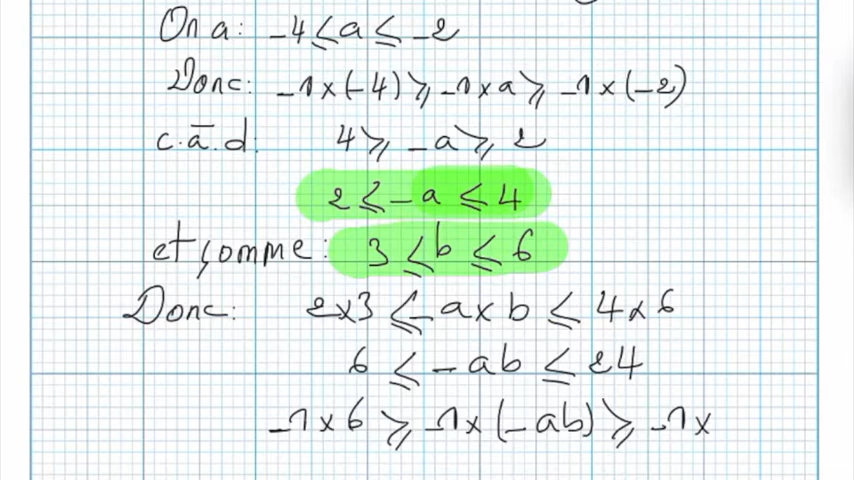 On a: -4 ≤ a ≤ -2
Donc: -1 × (-4) ≥ -1 × a ≥ -1 × (-2)
c.à.d: 4 ≥ -a ≥ 2
2 ≤ -a ≤ 4
et comme: 3 ≤ b ≤ 6
Donc: 2×3 ≤ -a×b ≤ 4×6
6 ≤ -ab ≤ 24
-1×6 ≥ -1×(-ab) ≥ -1×